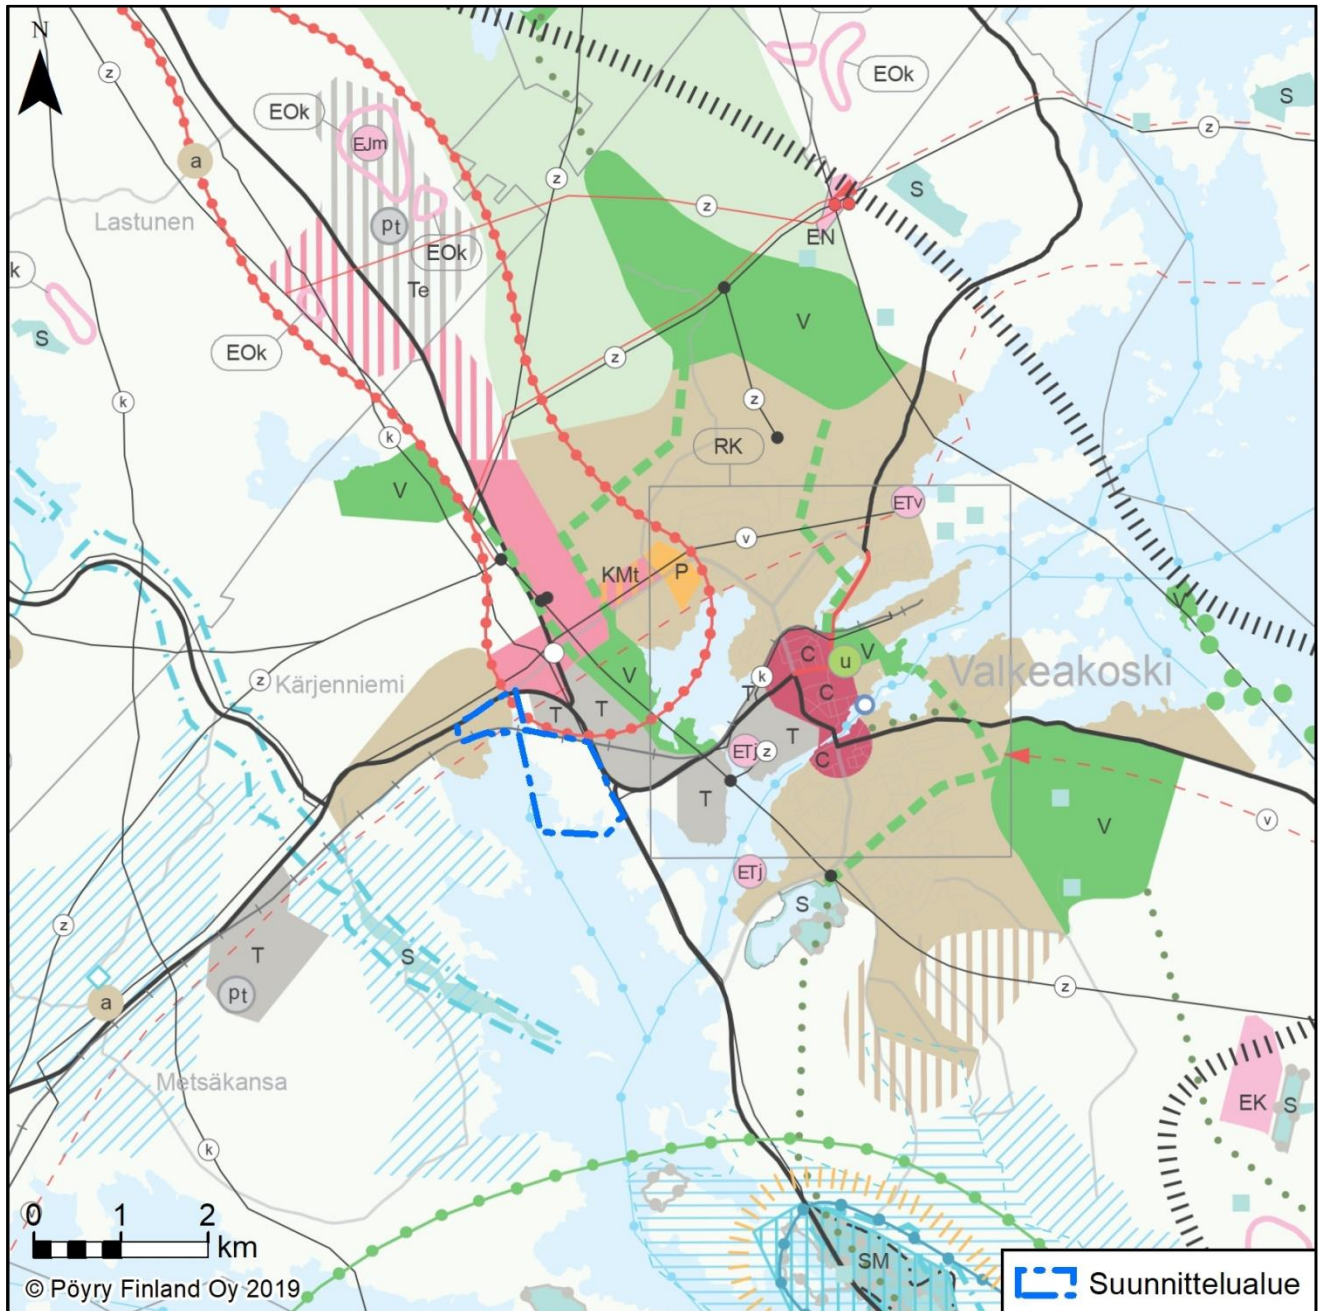 N
z
EOk
EJm
a
z
Lastunen
pt
EOk
Te
z
k
S
EOk
EOk
z
S
S
EN
V
z
z
k
k
RK
V
ETv
v
KMt
P
V
Kärjenniemi
z
V
C
u
V
Valkeakoski
k
T
C
T
T
T
ETj
z
C
T
V
v
ETj
S
z
T
pt
a
S
z
Metsäkansa
k
EK
S
v
0 1 2
km
SM
© Pöyry Finland Oy 2019
Suunnittelualue